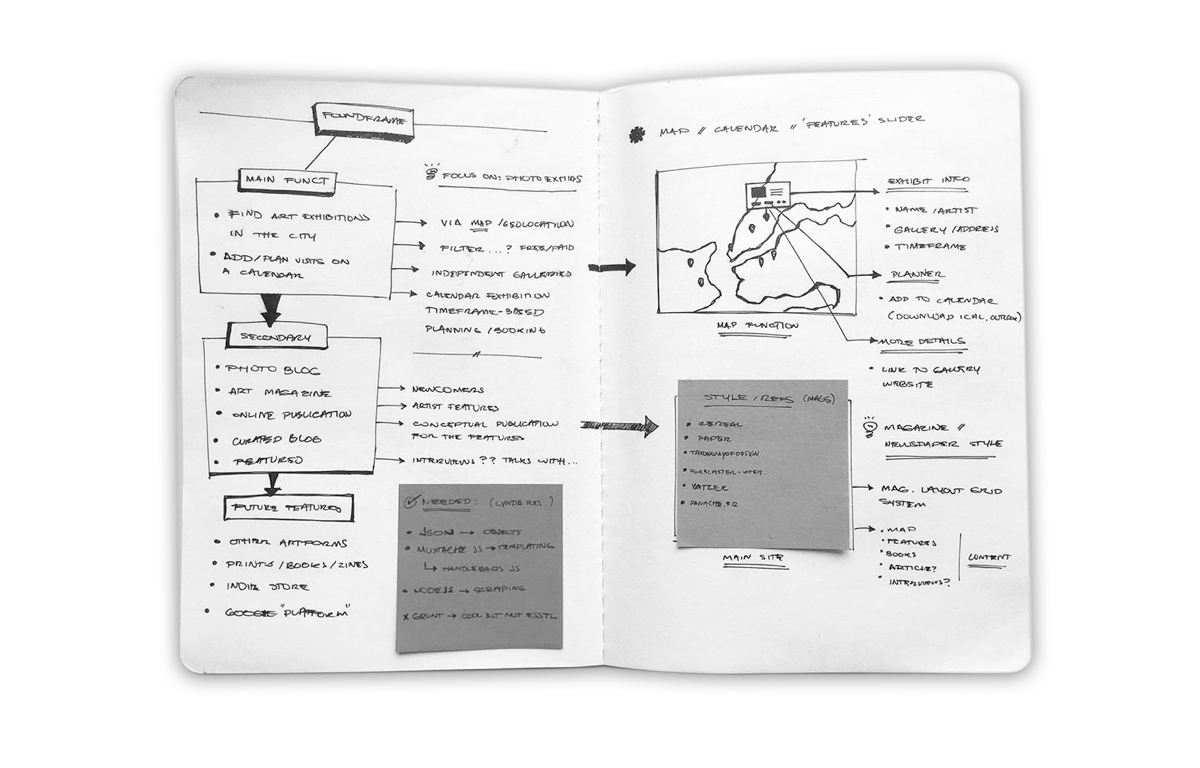 FOUNDFRAME
MAIN FUNCT
• FIND ART EXHIBITIONS
IN THE CITY
• ADD/PLAN VISITS ON
A CALENDAR
FOCUS ON: PHOTO EXHIBS
VIA MAP /GEOLOCATION
FILTER...? FREE/PAID
INDEPENDENT GALLERIES
CALENDAR EXHIBITION
TIMEFRAME-BASED
PLANNING /BOOKING
SECONDARY
• PHOTO BLOG
• ART MAGAZINE
• ONLINE PUBLICATION
• CURATED BLOG
• FEATURED
NEWCOMERS
ARTIST FEATURES
CONCEPTUAL PUBLICATION
FOR THE FEATURES
INTERVIEWS?? TALKS WITH...
FUTURE FEATURES
• OTHER ARTFORMS
• PRINTS/BOOKS/ZINES
• INDIE STORE
• GOOGLE "PLATFORM"
NEEDED: (LYNDA RES.)
• JSON → OBJECTS
• MUSTACHE JS → TEMPLATING
↳ HANDLEBARS JS
• NODEJS → SCRAPING
X GRUNT → COOL BUT NOT ESSTL
MAP // CALENDAR // 'FEATURES' SLIDER
MAP FUNCTION
EXHIBIT INFO
• NAME/ARTIST
• GALLERY/ADDRESS
• TIMEFRAME
PLANNER
• ADD TO CALENDAR
(DOWNLOAD ICAL, OUTLOOK)
MORE DETAILS
• LINK TO GALLERY
WEBSITE
STYLE/REFS (MAGS)
• CEREAL
• PAPER
• TAXONOMYOFDESIGN
• FORECASTER-INTER.
• YATZER
MAIN SITE
MAGAZINE //
NEWSPAPER STYLE
MAG. LAYOUT GRID
SYSTEM
• MAP
• FEATURES
• BOOKS
• ARTICLE?
• INTERVIEWS?
CONTENT